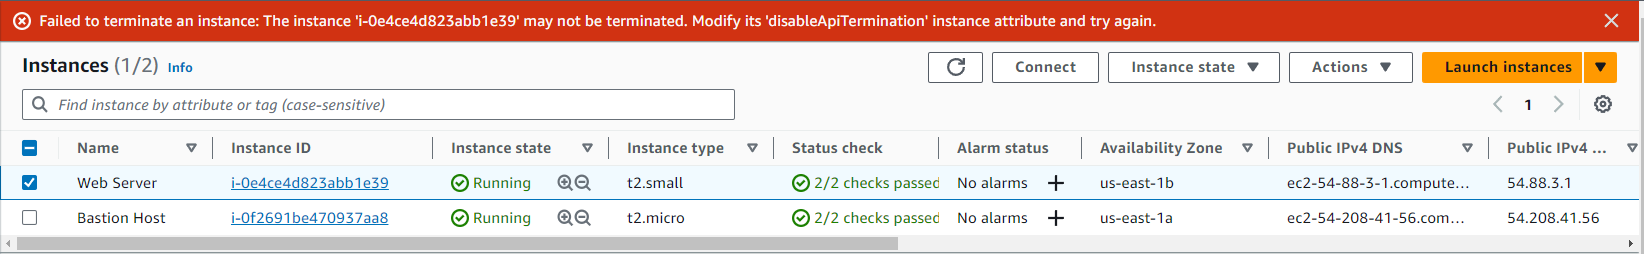 Failed to terminate an instance: The instance 'i-0e4ce4d823abb1e39' may not be terminated. Modify its 'disableApiTermination' instance attribute and try again.
Instances (1/2) Info Connect Instance state Actions Launch instances
Find instance by attribute or tag (case-sensitive) 1
Name Instance ID Instance state Instance type Status check Alarm status Availability Zone Public IPv4 DNS Public IPv4 ...
Web Server i-0e4ce4d823abb1e39 Running t2.small 2/2 checks passed No alarms us-east-1b ec2-54-88-3-1.compute... 54.88.3.1
Bastion Host i-0f2691be470937aa8 Running t2.micro 2/2 checks passed No alarms us-east-1a ec2-54-208-41-56.com... 54.208.41.56